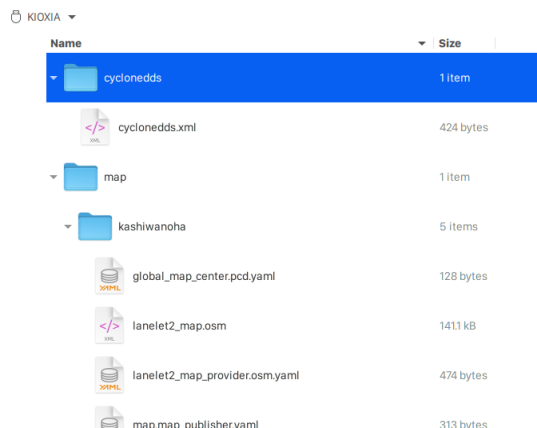 KIOXIA
Name Size
cyclonedds 1 item
cyclonedds.xml 424 bytes
map 1 item
kashiwanoha 5 items
global_map_center.pcd.yaml 128 bytes
lanelet2_map.osm 141.1 kB
lanelet2_map_provider.osm.yaml 474 bytes
map.map_publisher.yaml 313 bytes